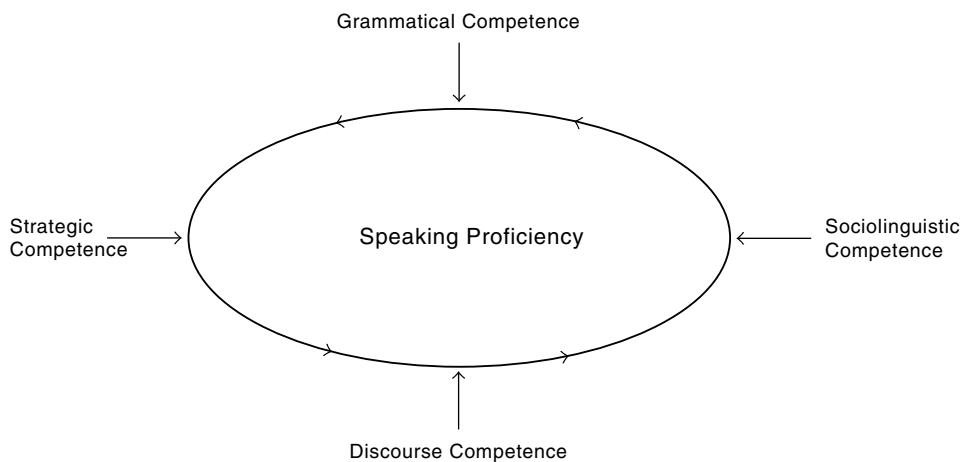 Grammatical Competence
Strategic
Competence
Speaking Proficiency
Sociolinguistic
Competence
Discourse Competence